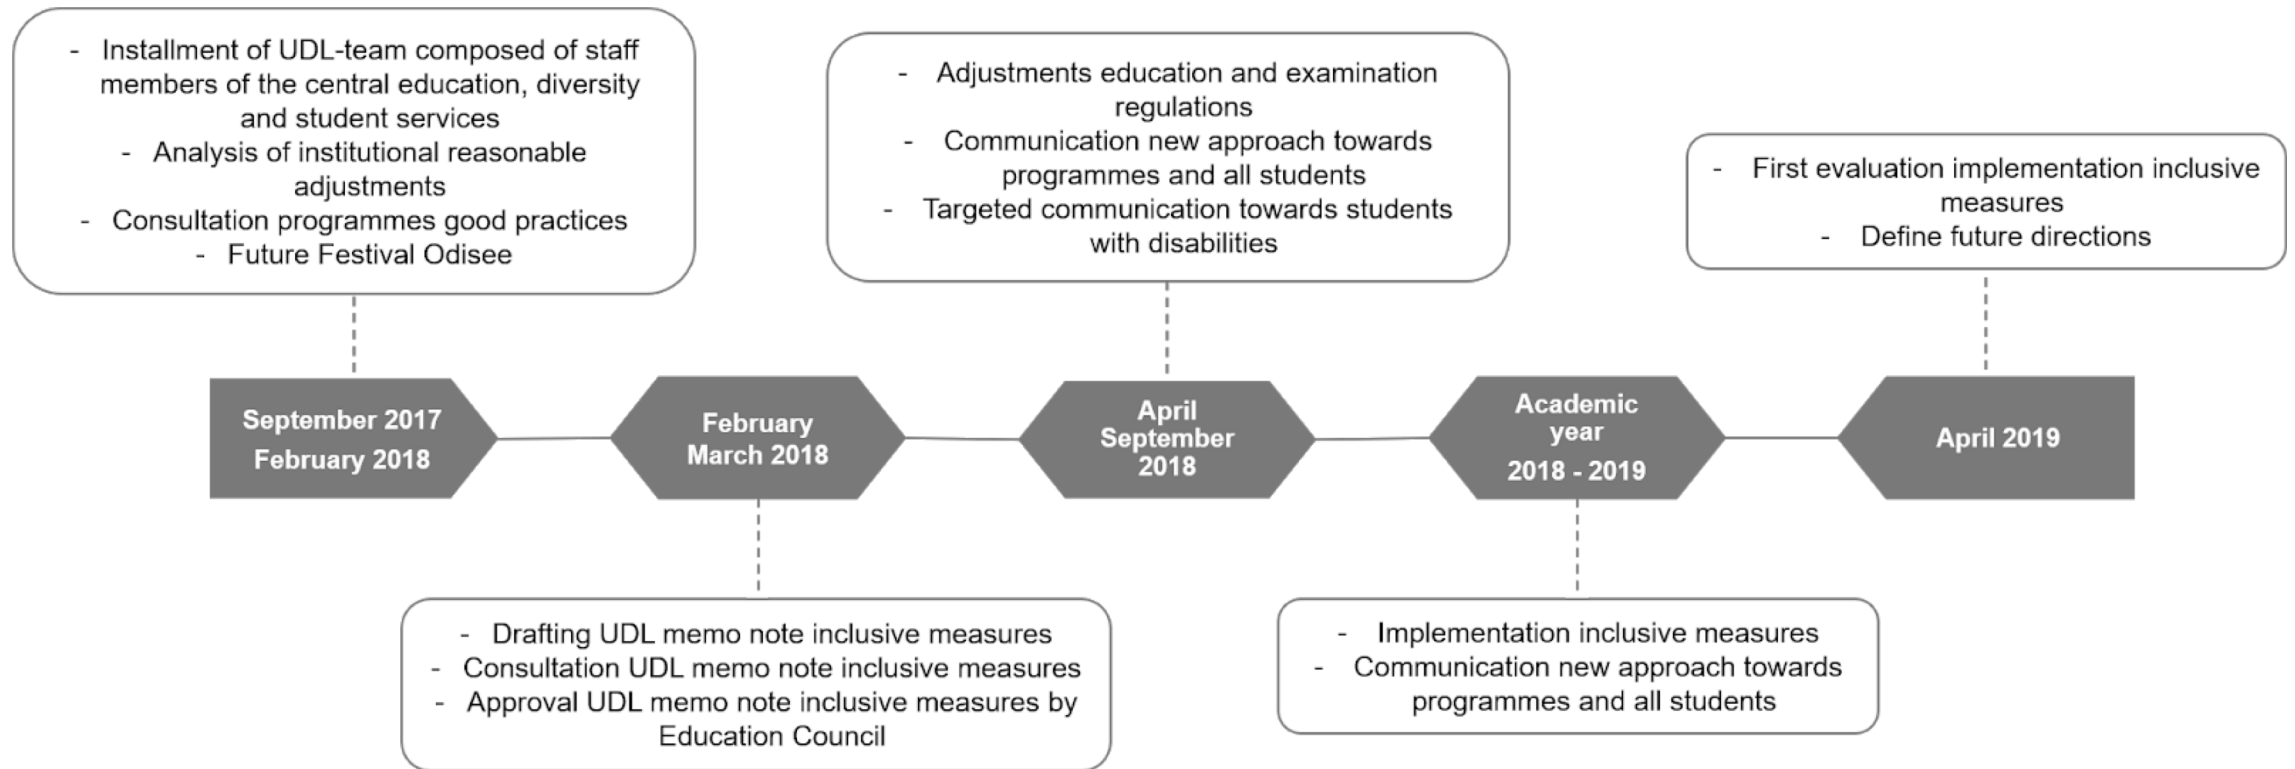 - Installment of UDL-team composed of staff
members of the central education, diversity
and student services
- Analysis of institutional reasonable
adjustments
- Consultation programmes good practices
- Future Festival Odisee
- Adjustments education and examination
regulations
- Communication new approach towards
programmes and all students
- Targeted communication towards students
with disabilities
- First evaluation implementation inclusive
measures
- Define future directions
September 2017
February 2018
February
March 2018
April
September
2018
Academic
year
2018 - 2019
April 2019
- Drafting UDL memo note inclusive measures
- Consultation UDL memo note inclusive measures
- Approval UDL memo note inclusive measures by
Education Council
- Implementation inclusive measures
- Communication new approach towards
programmes and all students